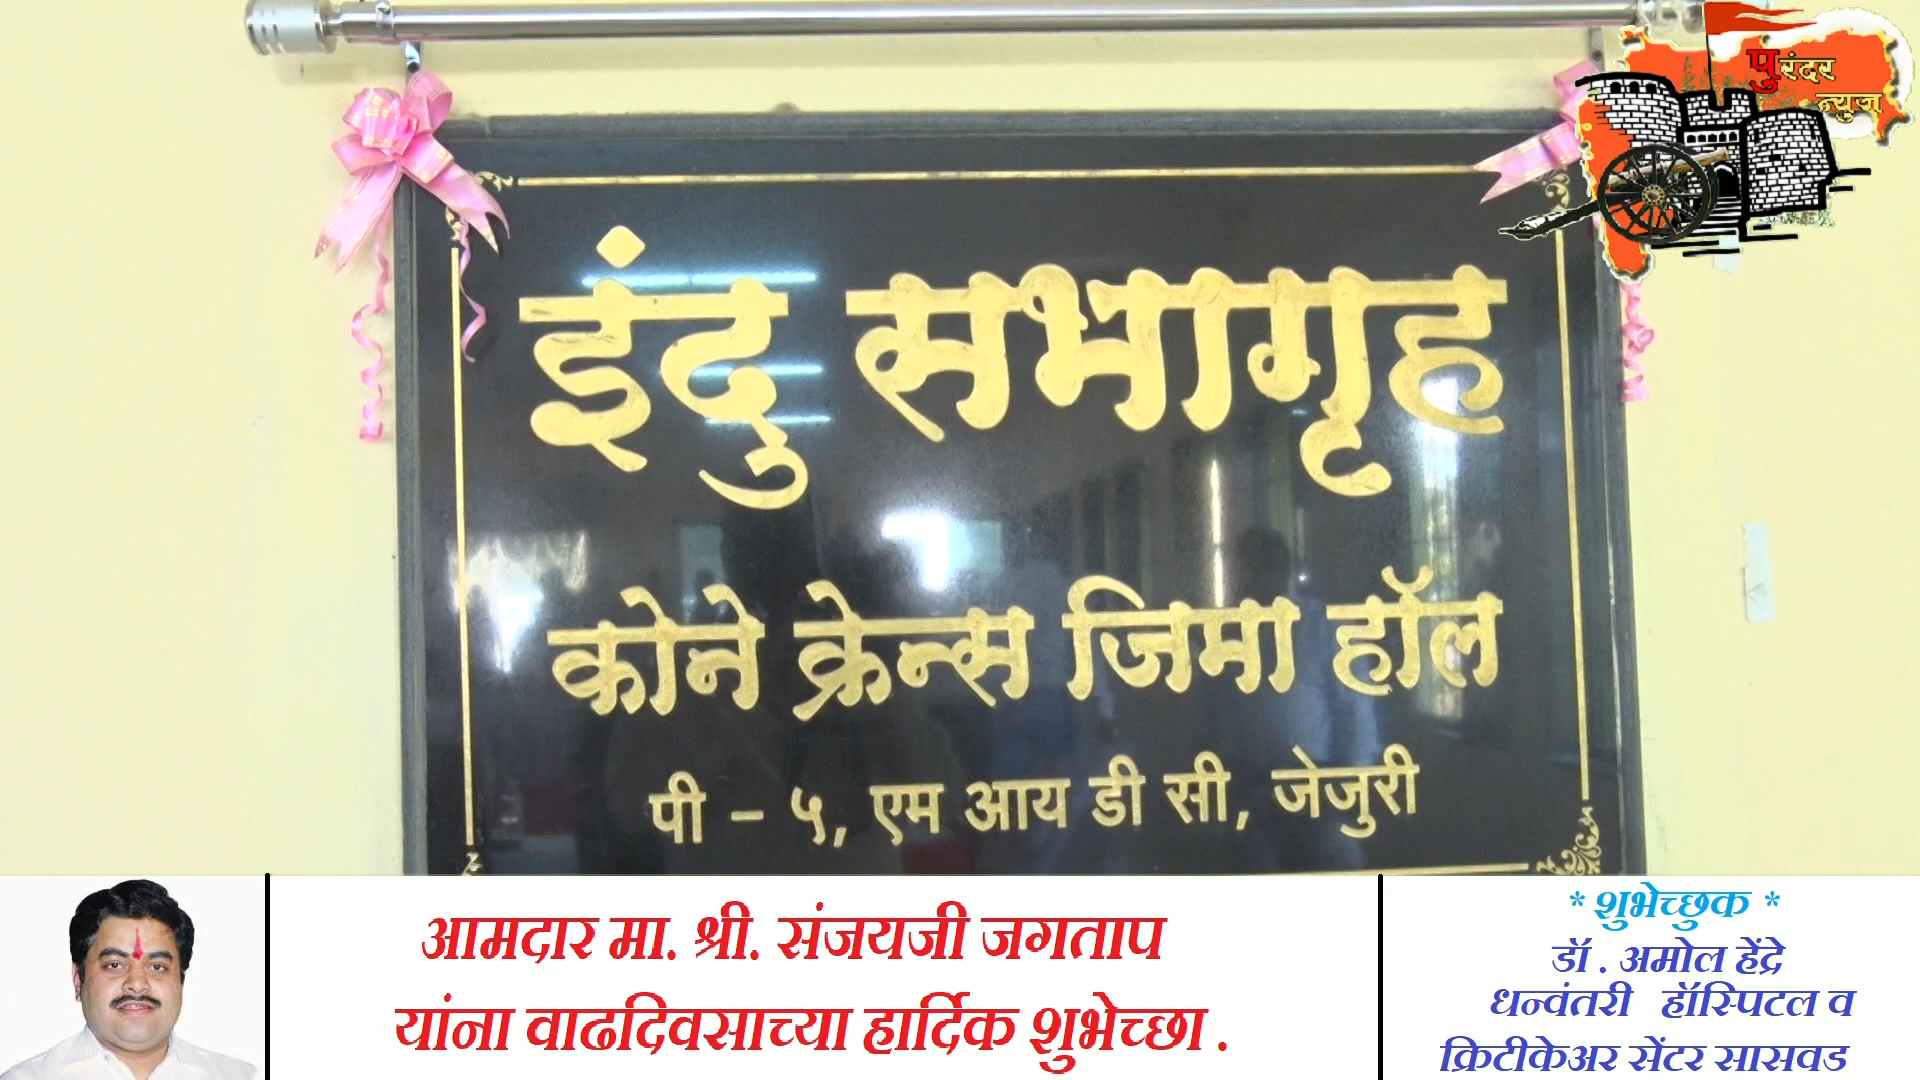 पुरंदर
न्युज
इंदु सभागृह
कोने क्रेन्स जिमा हॉल
पी - ५, एम आय डी सी, जेजुरी
आमदार मा. श्री. संजयजी जगताप
यांना वाढदिवसाच्या हार्दिक शुभेच्छा .
* शुभेच्छुक *
डॉ . अमोल हेंद्रे
धन्वंतरी हॉस्पिटल व
क्रिटीकेअर सेंटर सासवड